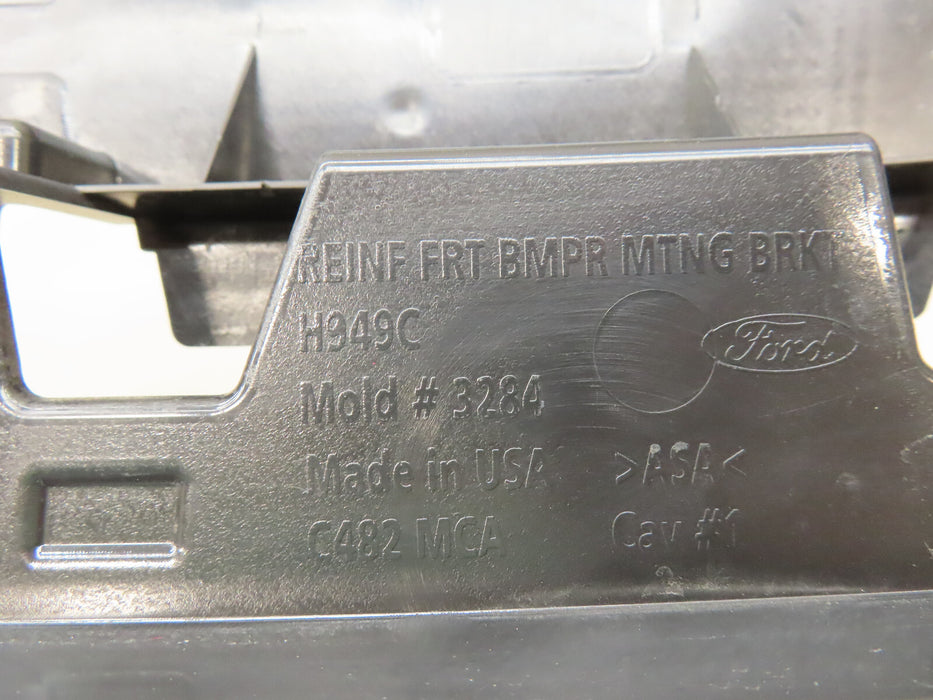 REINF FRT BMPR MTNG BRKT
H949C
Ford
Mold # 3284
Made in USA >ASA<
C482 MCA Cav #1